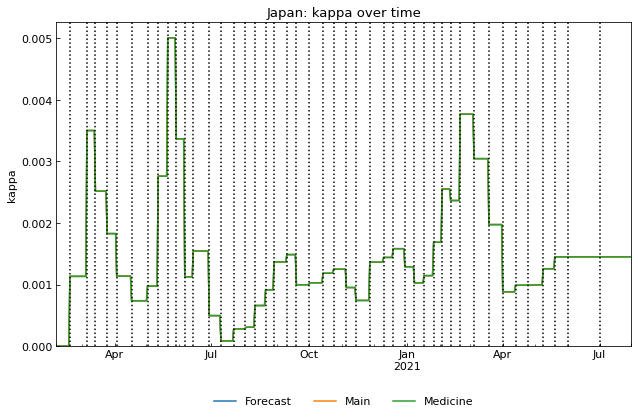 Japan: kappa over time
0.005
0.004
0.003
0.002
0.001
0.000
kappa
Apr Jul Oct Jan Apr Jul
2021
Forecast Main Medicine